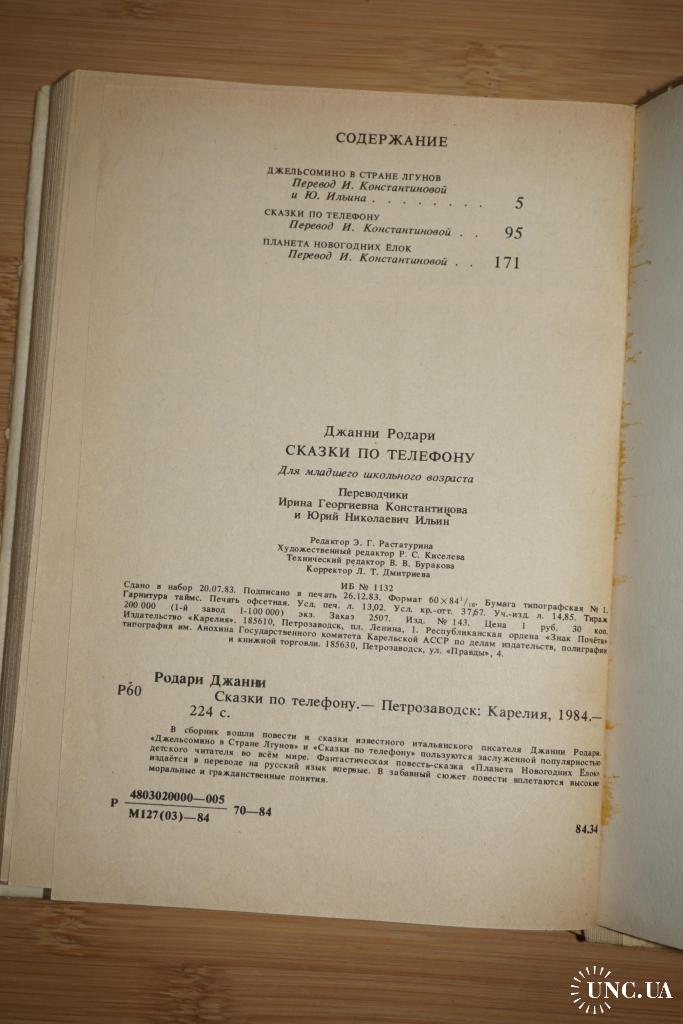 СОДЕРЖАНИЕ
ДЖЕЛЬСОМИНО В СТРАНЕ ЛГУНОВ
Перевод И. Константиновой
и Ю. Ильина . . . . . . . . 5
СКАЗКИ ПО ТЕЛЕФОНУ
Перевод И. Константиновой . . 95
ПЛАНЕТА НОВОГОДНИХ ЁЛОК
Перевод И. Константиновой . . 171
Джанни Родари
СКАЗКИ ПО ТЕЛЕФОНУ
Для младшего школьного возраста
Переводчики
Ирина Георгиевна Константинова
и Юрий Николаевич Ильин
Редактор Э. Г. Растатурина
Художественный редактор Р. С. Киселева
Технический редактор В. В. Буракова
Корректор Л. Т. Дмитриева
ИБ № 1132
Сдано в набор 20.07.83. Подписано в печать 26.12.83. Формат 60×84¹/₁₆. Бумага типографская № 1.
Гарнитура таймс. Печать офсетная. Усл. печ. л. 13,02. Усл. кр.-отт. 37,67. Уч.-изд. л. 14,85. Тираж
200 000 (1-й завод 1-100 000) экз. Заказ 2507. Изд. № 143. Цена 1 руб. 30 коп.
Издательство «Карелия». 185610, Петрозаводск, пл. Ленина, 1. Республиканская ордена «Знак Почёта»
типография им. Анохина Государственного комитета Карельской АССР по делам издательств, полиграфии
и книжной торговли. 185630, Петрозаводск, ул. «Правды», 4.
Родари Джанни
Р60 Сказки по телефону.— Петрозаводск: Карелия, 1984.—
224 с.
В сборник вошли повести и сказки известного итальянского писателя Джанни Родари.
«Джельсомино в Стране Лгунов» и «Сказки по телефону» пользуются заслуженной популярностью
детского читателя во всём мире. Фантастическая повесть-сказка «Планета Новогодних Ёлок»
издаётся в переводе на русский язык впервые. В забавный сюжет повести вплетаются высокие
моральные и гражданственные понятия.
4803020000—005
Р 70—84
М127(03)—84
84.34
UNC.UA